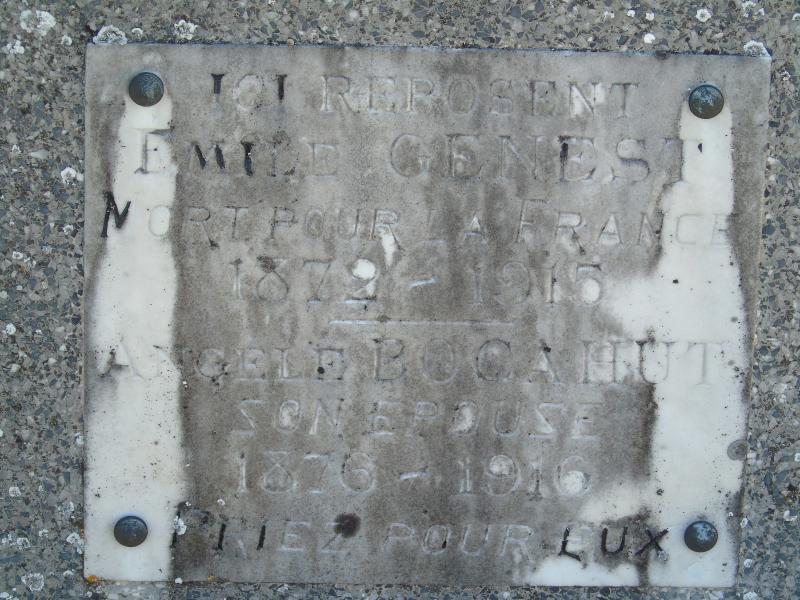 ICI REPOSENT
EMILE GENEST
MORT POUR LA FRANCE
1872 - 1915
ANGELE BOCAHUT
SON EPOUSE
1876 - 1916
PRIEZ POUR EUX